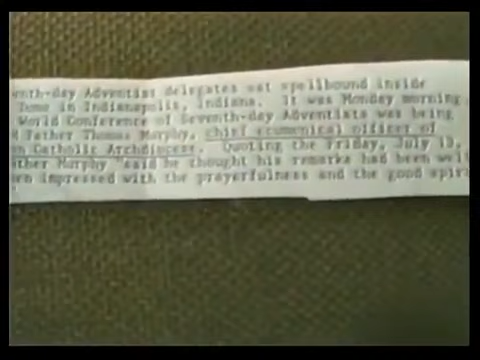 enth-day Adventist delegates sat spellbound inside
Dome in Indianapolis, Indiana. It was Monday morning
World Conference of Seventh-day Adventists was being
Father Thomas Murphy, chief ecumenical officer of
n Catholic Archdiocese. Quoting the Friday, July 13,
ther Murphy "said he thought his remarks had been well
en impressed with the prayerfulness and the good spir